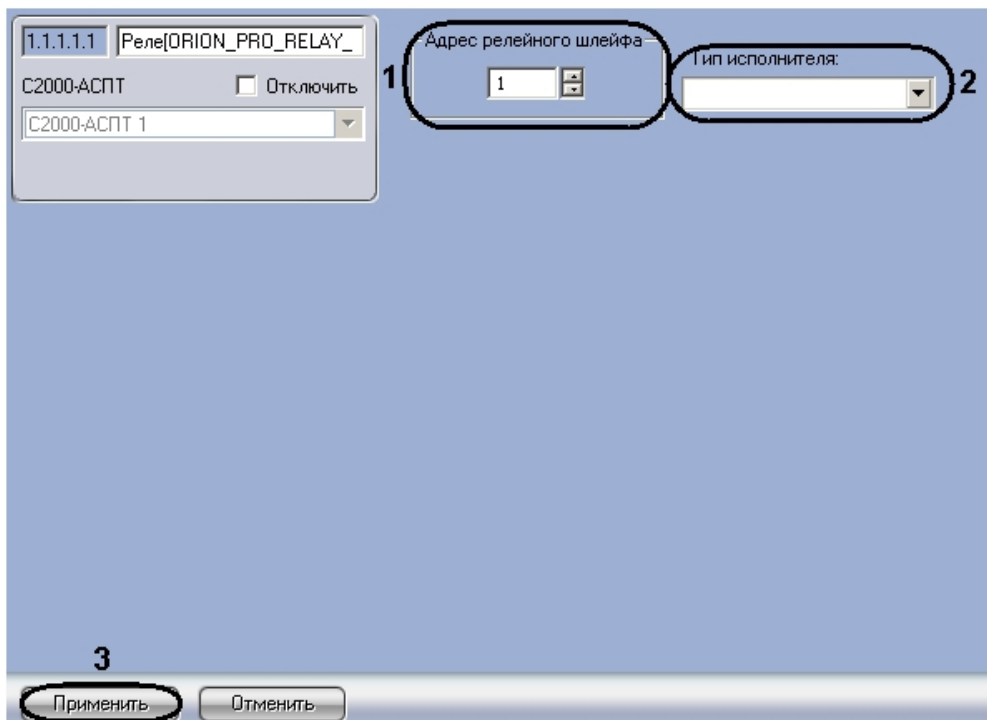 1.1.1.1.1 Реле[ORION_PRO_RELAY_
С2000-АСПТ Отключить
С2000-АСПТ 1
1
Адрес релейного шлейфа
1
Тип исполнителя:
2
3
Применить Отменить